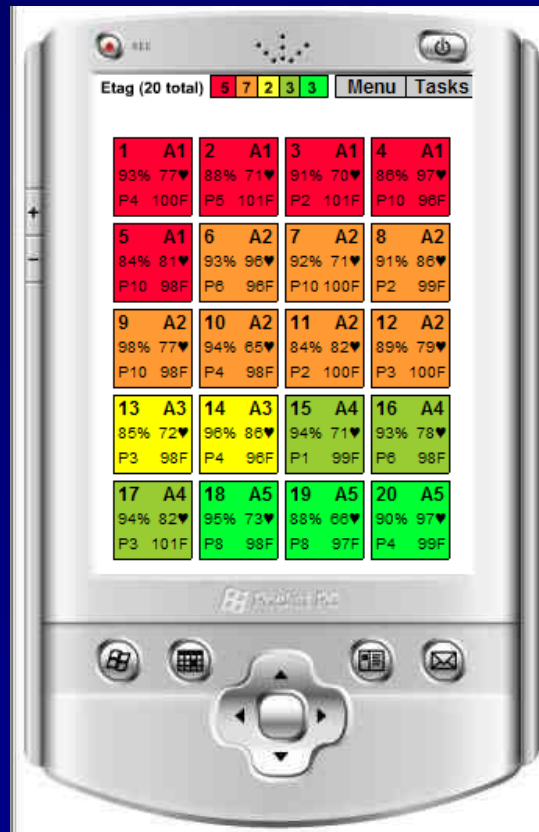 Etag (20 total) 5 7 2 3 3 Menu Tasks
1 A1 2 A1 3 A1 4 A1
93% 77♥ 88% 71♥ 91% 70♥ 86% 97♥
P4 100F P5 101F P2 101F P10 96F
5 A1 6 A2 7 A2 8 A2
84% 81♥ 93% 96♥ 92% 71♥ 91% 86♥
P10 98F P6 96F P10 100F P2 99F
9 A2 10 A2 11 A2 12 A2
98% 77♥ 94% 65♥ 84% 82♥ 89% 79♥
P10 98F P4 98F P2 100F P3 100F
13 A3 14 A3 15 A4 16 A4
85% 72♥ 96% 86♥ 94% 71♥ 93% 78♥
P3 98F P4 96F P1 99F P6 98F
17 A4 18 A5 19 A5 20 A5
94% 82♥ 95% 73♥ 88% 66♥ 90% 97♥
P3 101F P8 98F P8 97F P4 99F